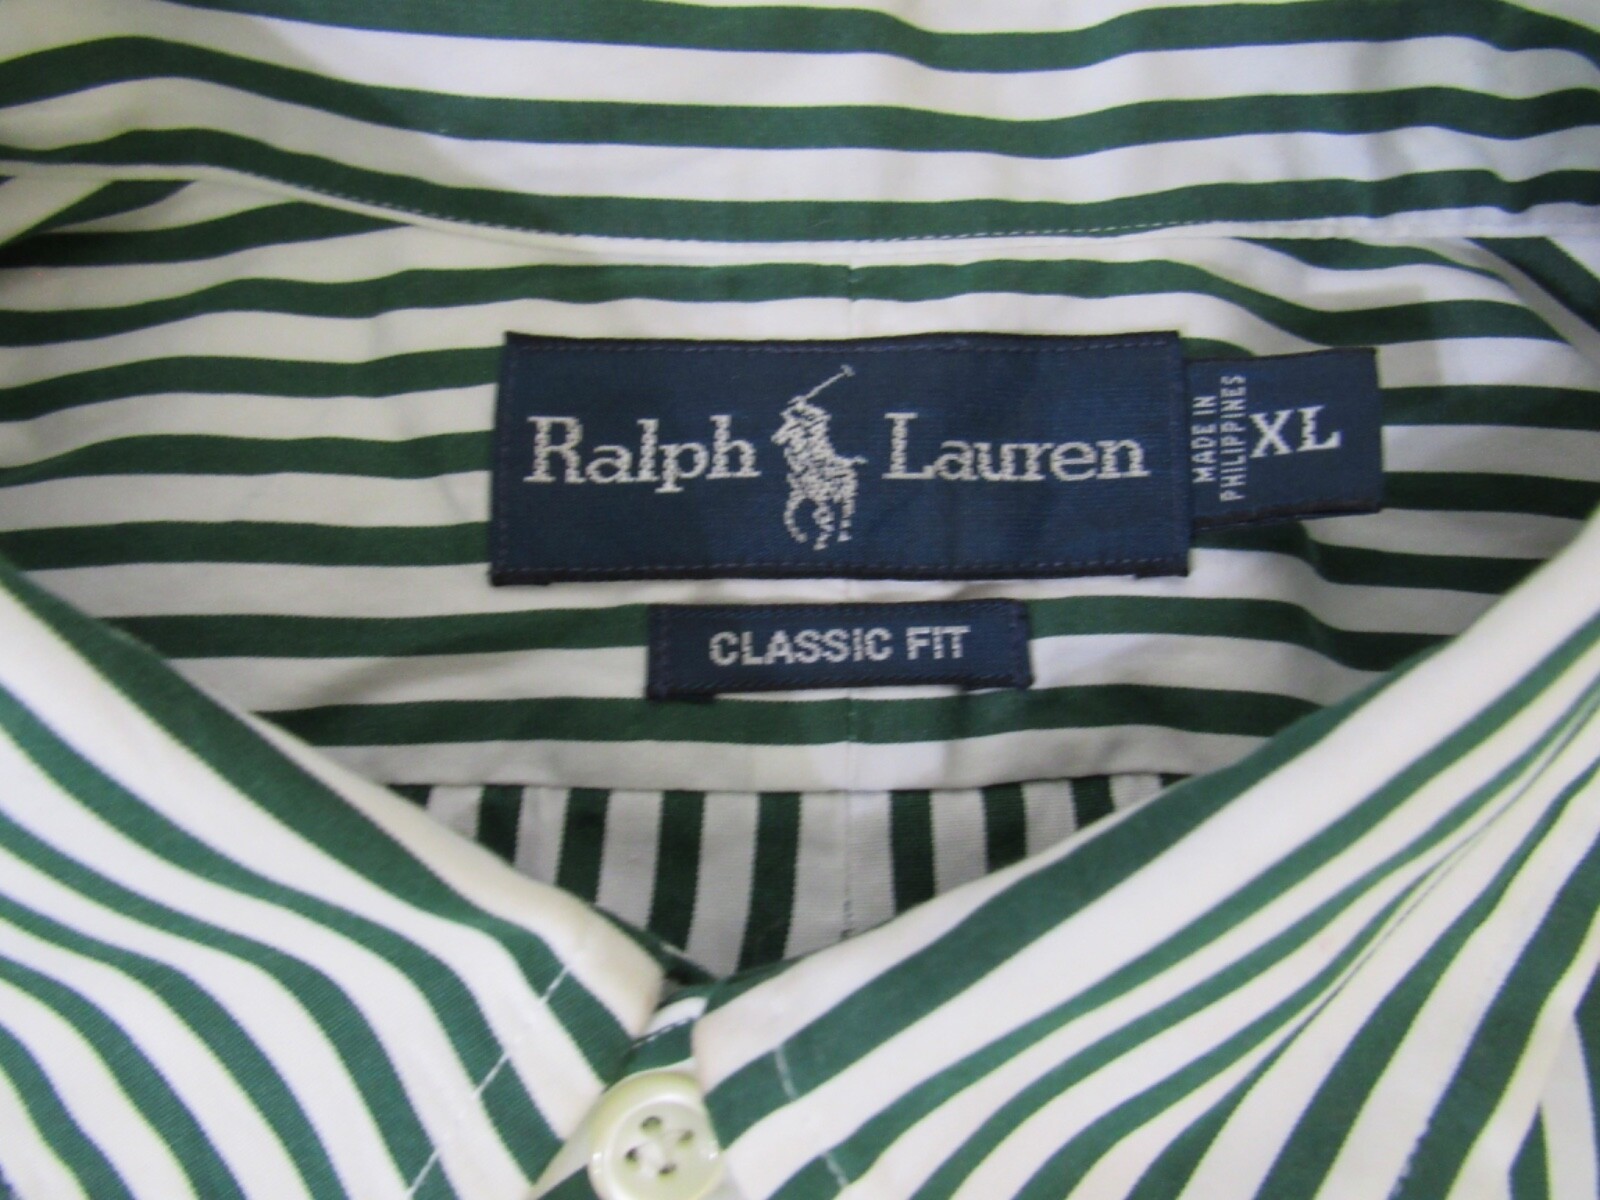 Ralph Lauren
MADE IN
PHILIPPINES
XL
CLASSIC FIT